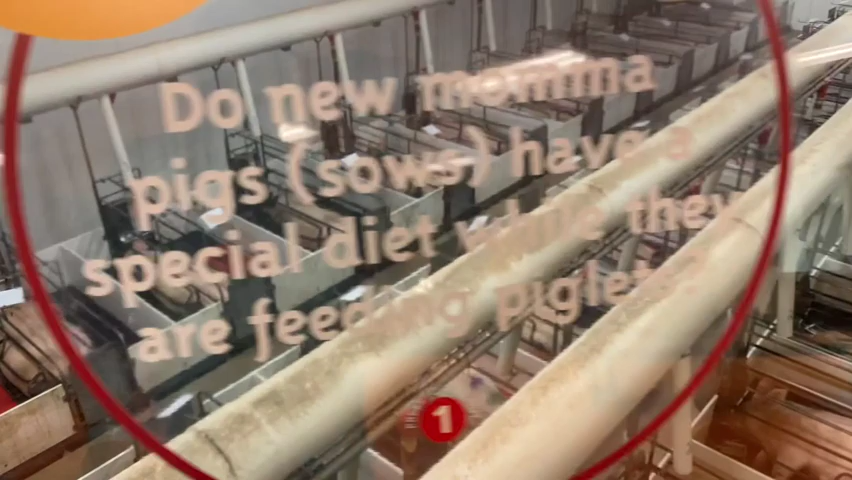 Do new momma
pigs (sows) have a
special diet while they
are feeding piglets?
1